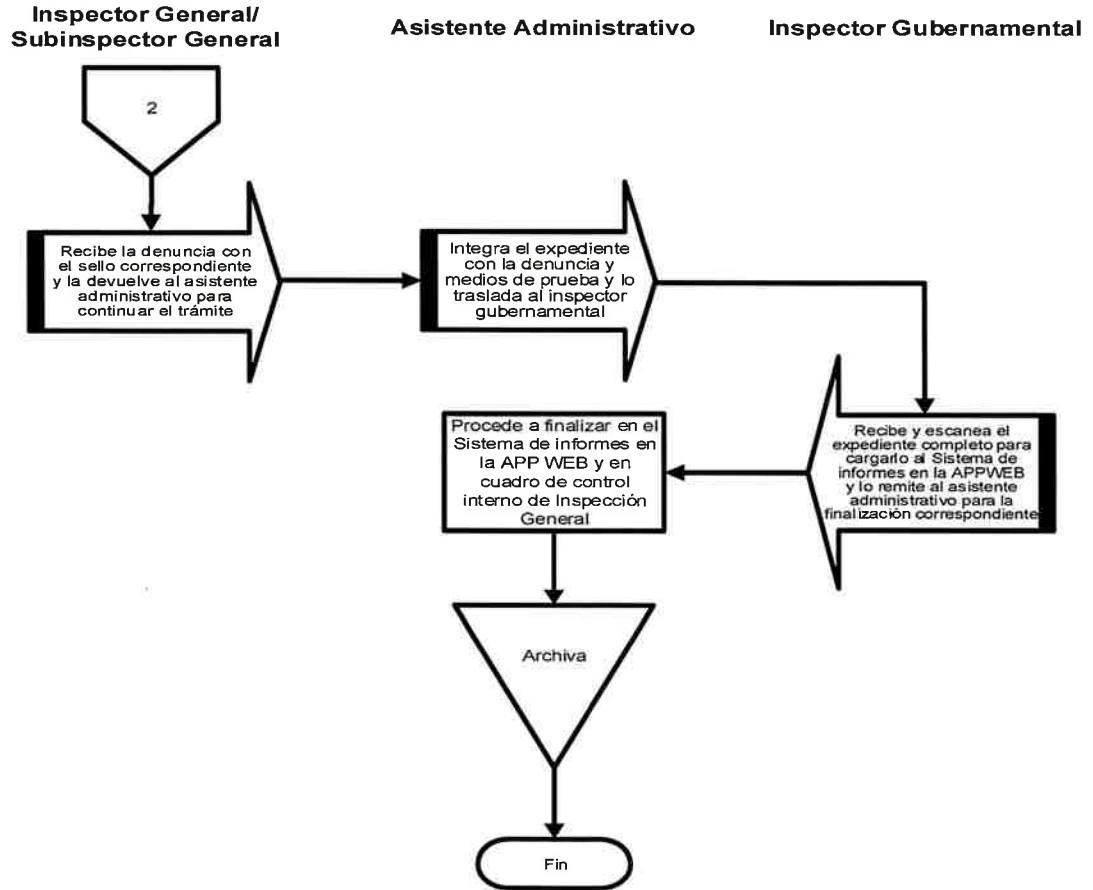 Inspector General/
Subinspector General
Asistente Administrativo
Inspector Gubernamental
2
Recibe la denuncia con
el sello correspondiente
y la devuelve al asistente
administrativo para
continuar el trámite
Integra el expediente
con la denuncia y
medios de prueba y lo
traslada al inspector
gubernamental
Recibe y escanea el
expediente completo para
cargarlo al Sistema de
informes en la APPWEB
y lo remite al asistente
administrativo para la
finalización correspondiente
Procede a finalizar en el
Sistema de informes en
la APP WEB y en
cuadro de control
interno de Inspección
General
Archiva
Fin